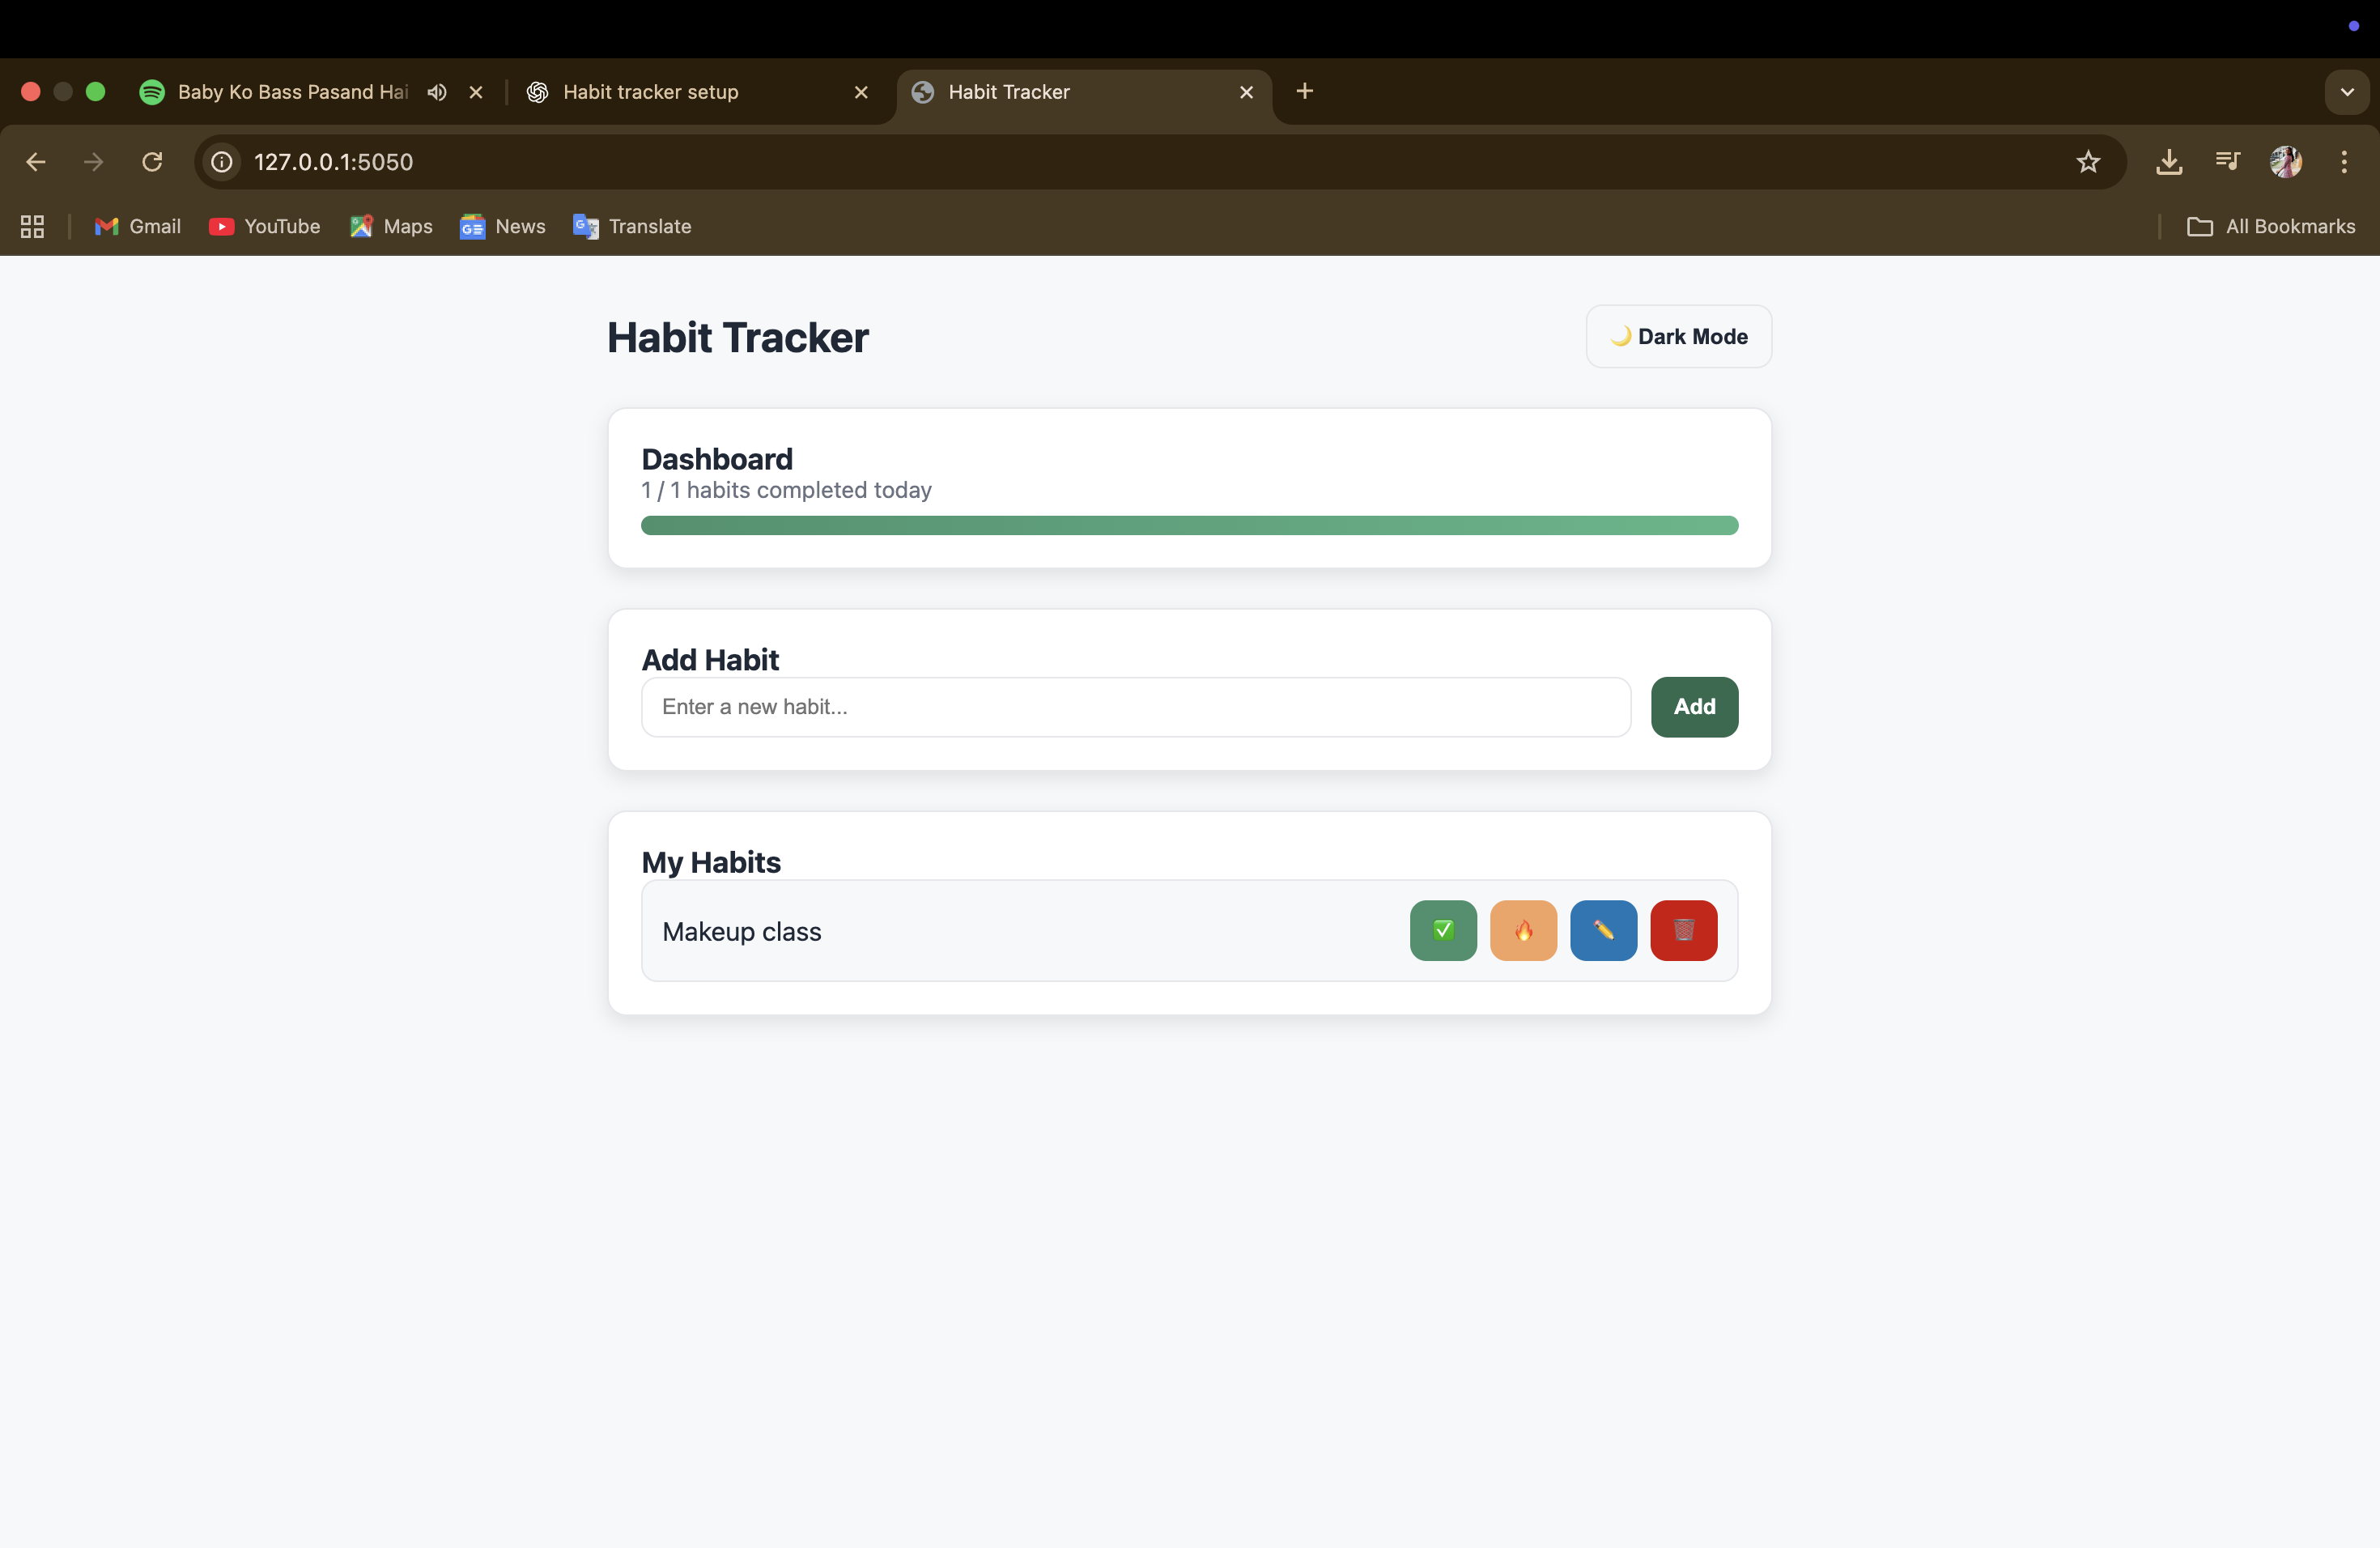 Baby Ko Bass Pasand Hai
Habit tracker setup
Habit Tracker
127.0.0.1:5050
Gmail
YouTube
Maps
News
Translate
All Bookmarks
Habit Tracker
🌙 Dark Mode
Dashboard
1 / 1 habits completed today
Add Habit
Enter a new habit...
Add
My Habits
Makeup class